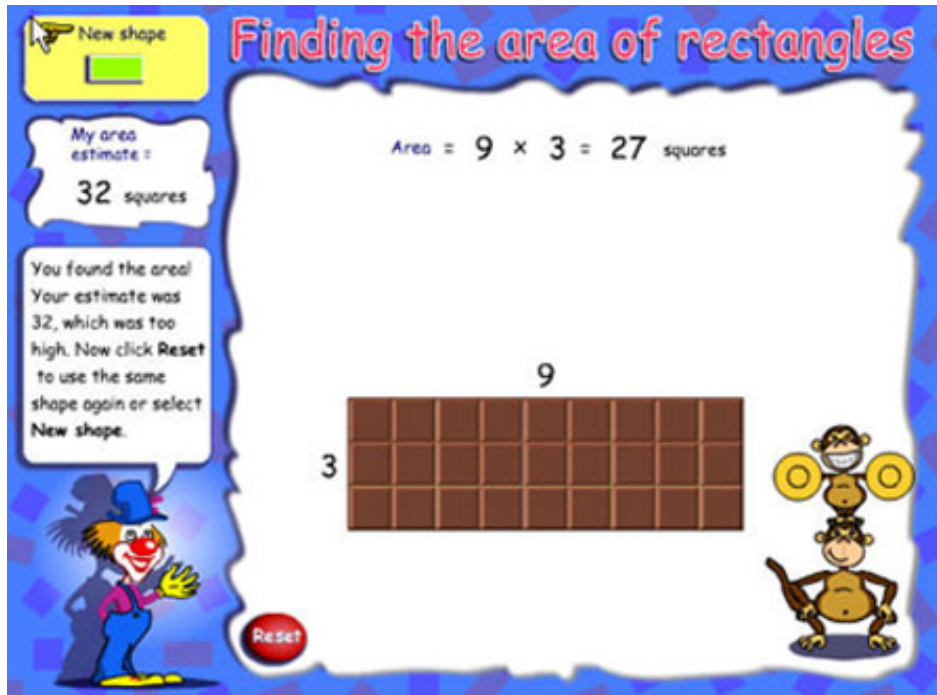 New shape
Finding the area of rectangles
My area
estimate =
32 squares
Area = 9 × 3 = 27 squares
You found the area!
Your estimate was
32, which was too
high. Now click Reset
to use the same
shape again or select
New shape.
9
3
Reset